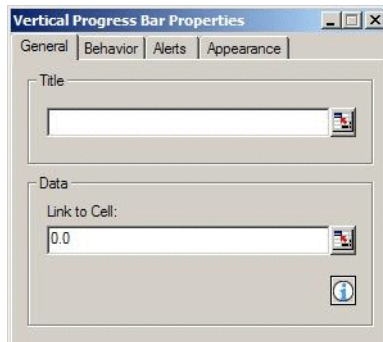 Vertical Progress Bar Properties
General Behavior Alerts Appearance
Title
Data
Link to Cell:
0.0